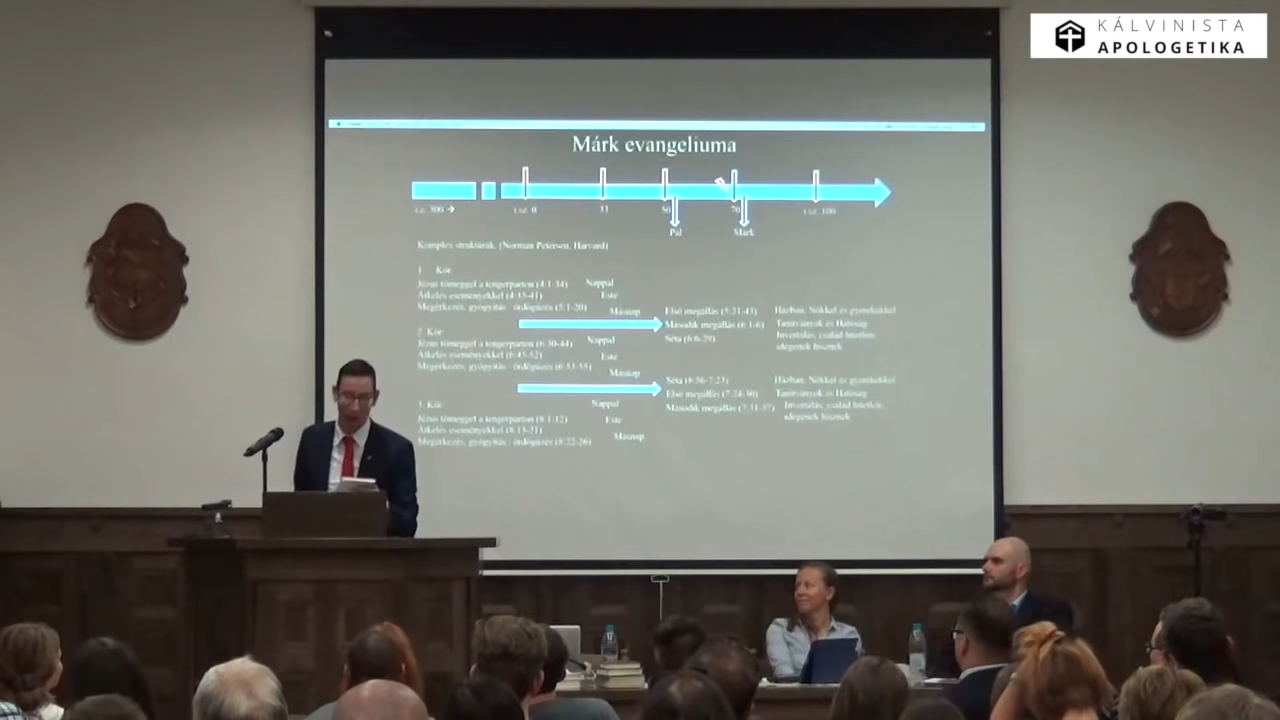 KÁLVINISTA
APOLOGETIKA
Márk evangeliuma
i.e. 300 → i.sz. 0 33 50 70 i.sz. 100
Pál Márk
Komplex struktúrák. (Norman Petersen, Harvard)
1. Kör
Jézus tömeggel a tengerparton (4:1-34) Nappal
Átkelés eseményekkel (4:35-41) Este
Megérkezés, gyógyítás / ördögűzés (5:1-20) Másnap
Első megállás (5:21-43) Házban, Nőkkel és gyerekekkel
Második megállás (6:1-6) Tanítványok és Hatóság
Séta (6:6-29) Invertálás, család hitetlen,
idegenek hisznek
2. Kör
Jézus tömeggel a tengerparton (6:30-44) Nappal
Átkelés eseményekkel (6:45-52) Este
Megérkezés, gyógyítás / ördögűzés (6:53-55) Másnap
Séta (6:56-7:23) Házban, Nőkkel és gyerekekkel
Első megállás (7:24-30) Tanítványok és Hatóság
Második megállás (7:31-37) Invertálás, család hitetlen,
idegenek hisznek
3. Kör
Jézus tömeggel a tengerparton (8:1-12) Nappal
Átkelés eseményekkel (8:13-21) Este
Megérkezés, gyógyítás / ördögűzés (8:22-26) Másnap